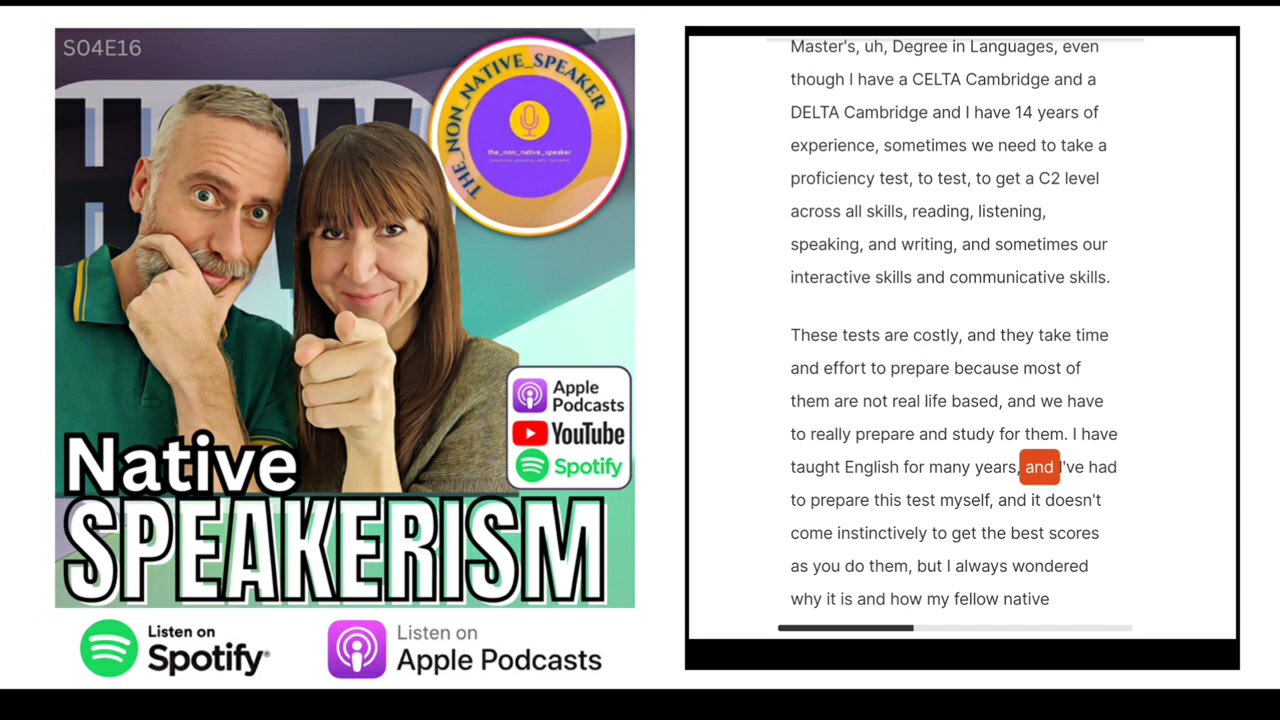 S04E16
THE_NON_NATIVE_SPEAKER
the_non_native_speaker
Apple
Podcasts
YouTube
Spotify
Native
SPEAKERISM
Listen on
Spotify®
Listen on
Apple Podcasts
Master's, uh, Degree in Languages, even
though I have a CELTA Cambridge and a
DELTA Cambridge and I have 14 years of
experience, sometimes we need to take a
proficiency test, to test, to get a C2 level
across all skills, reading, listening,
speaking, and writing, and sometimes our
interactive skills and communicative skills.
These tests are costly, and they take time
and effort to prepare because most of
them are not real life based, and we have
to really prepare and study for them. I have
taught English for many years, and I've had
to prepare this test myself, and it doesn't
come instinctively to get the best scores
as you do them, but I always wondered
why it is and how my fellow native